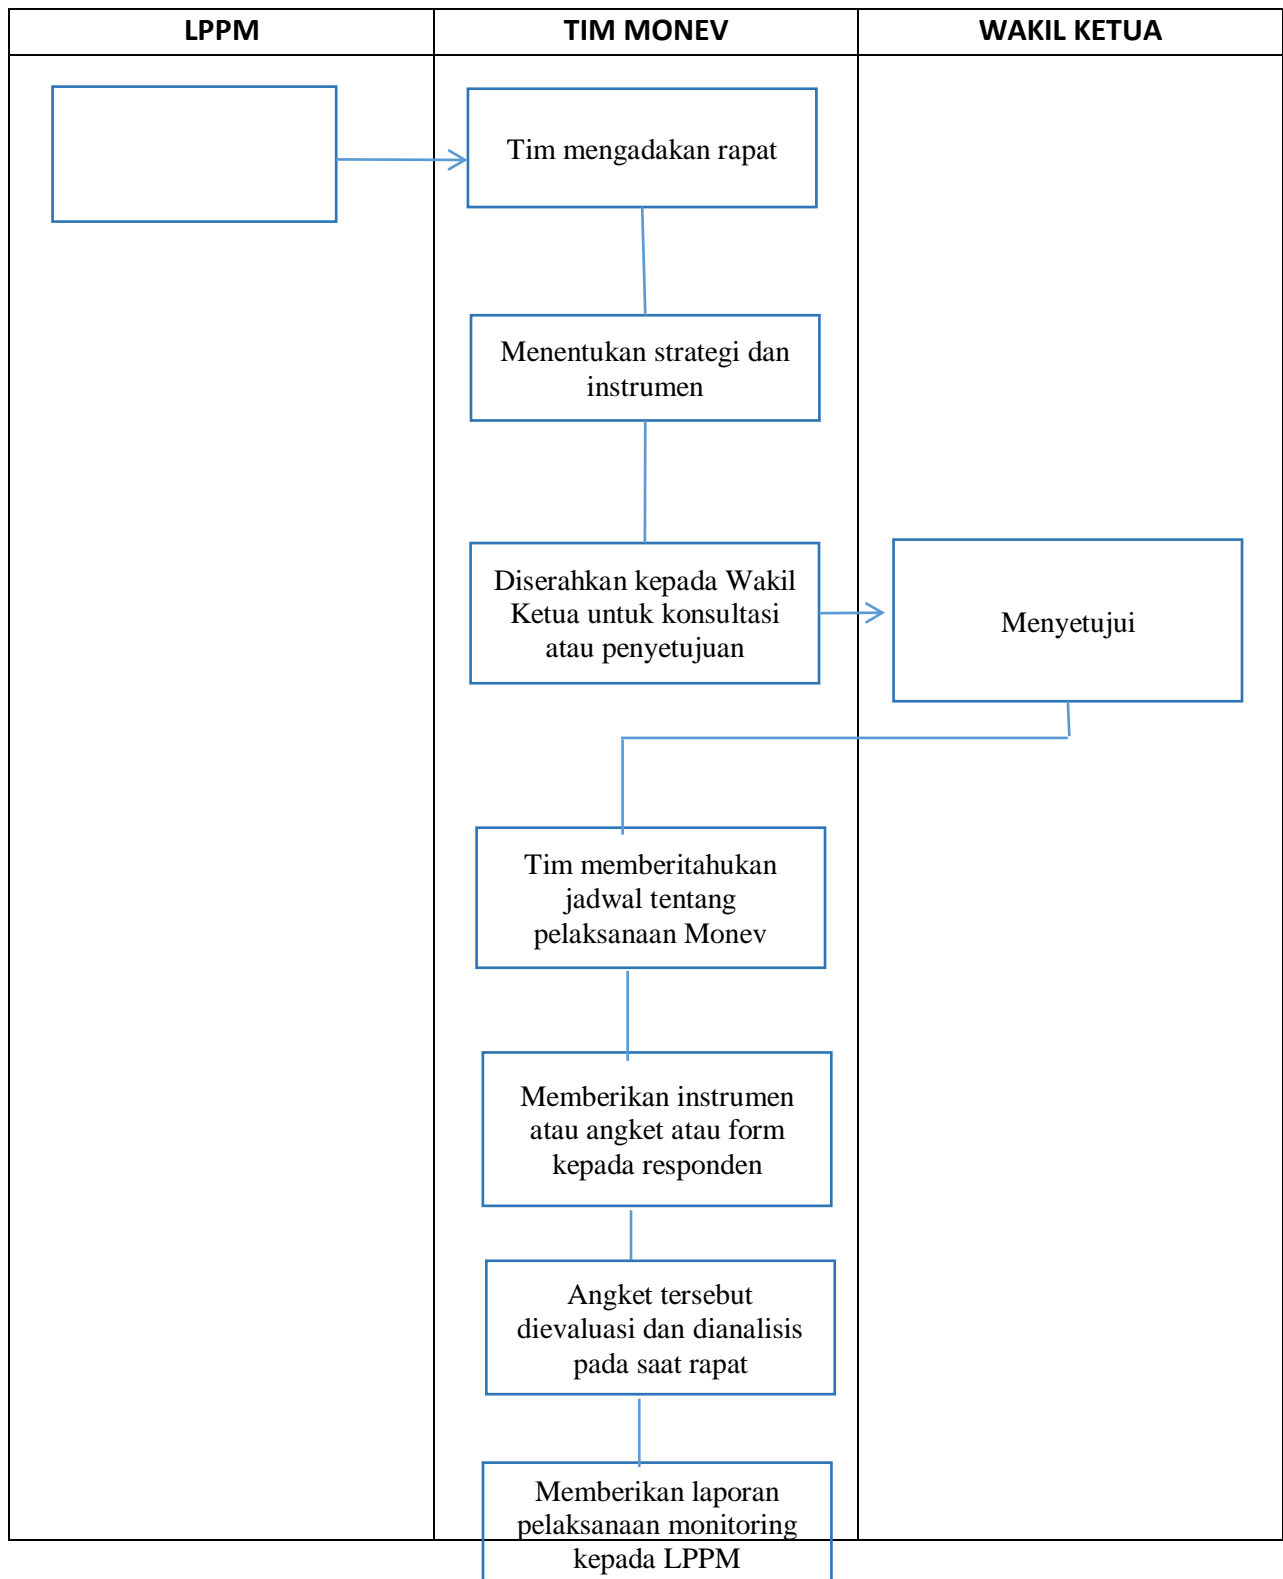 LPPM
TIM MONEV
WAKIL KETUA
Tim mengadakan rapat
Menentukan strategi dan
instrumen
Diserahkan kepada Wakil
Ketua untuk konsultasi
atau penyetujuan
Menyetujui
Tim memberitahukan
jadwal tentang
pelaksanaan Monev
Memberikan instrumen
atau angket atau form
kepada responden
Angket tersebut
dievaluasi dan dianalisis
pada saat rapat
Memberikan laporan
pelaksanaan monitoring
kepada LPPM